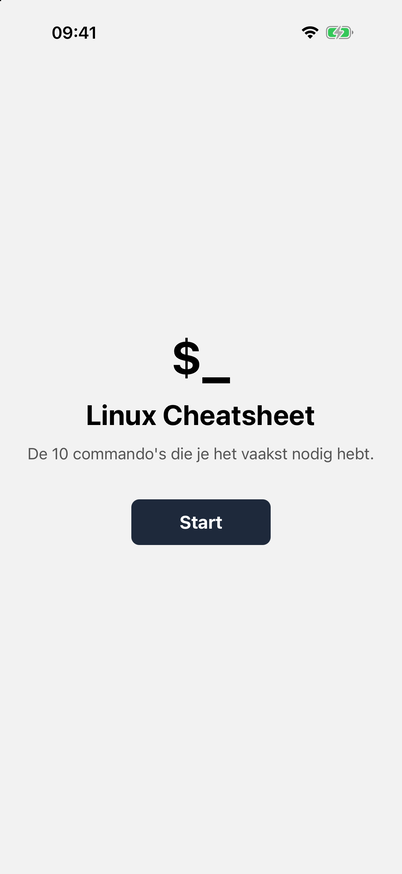 09:41
$_
Linux Cheatsheet
De 10 commando's die je het vaakst nodig hebt.
Start